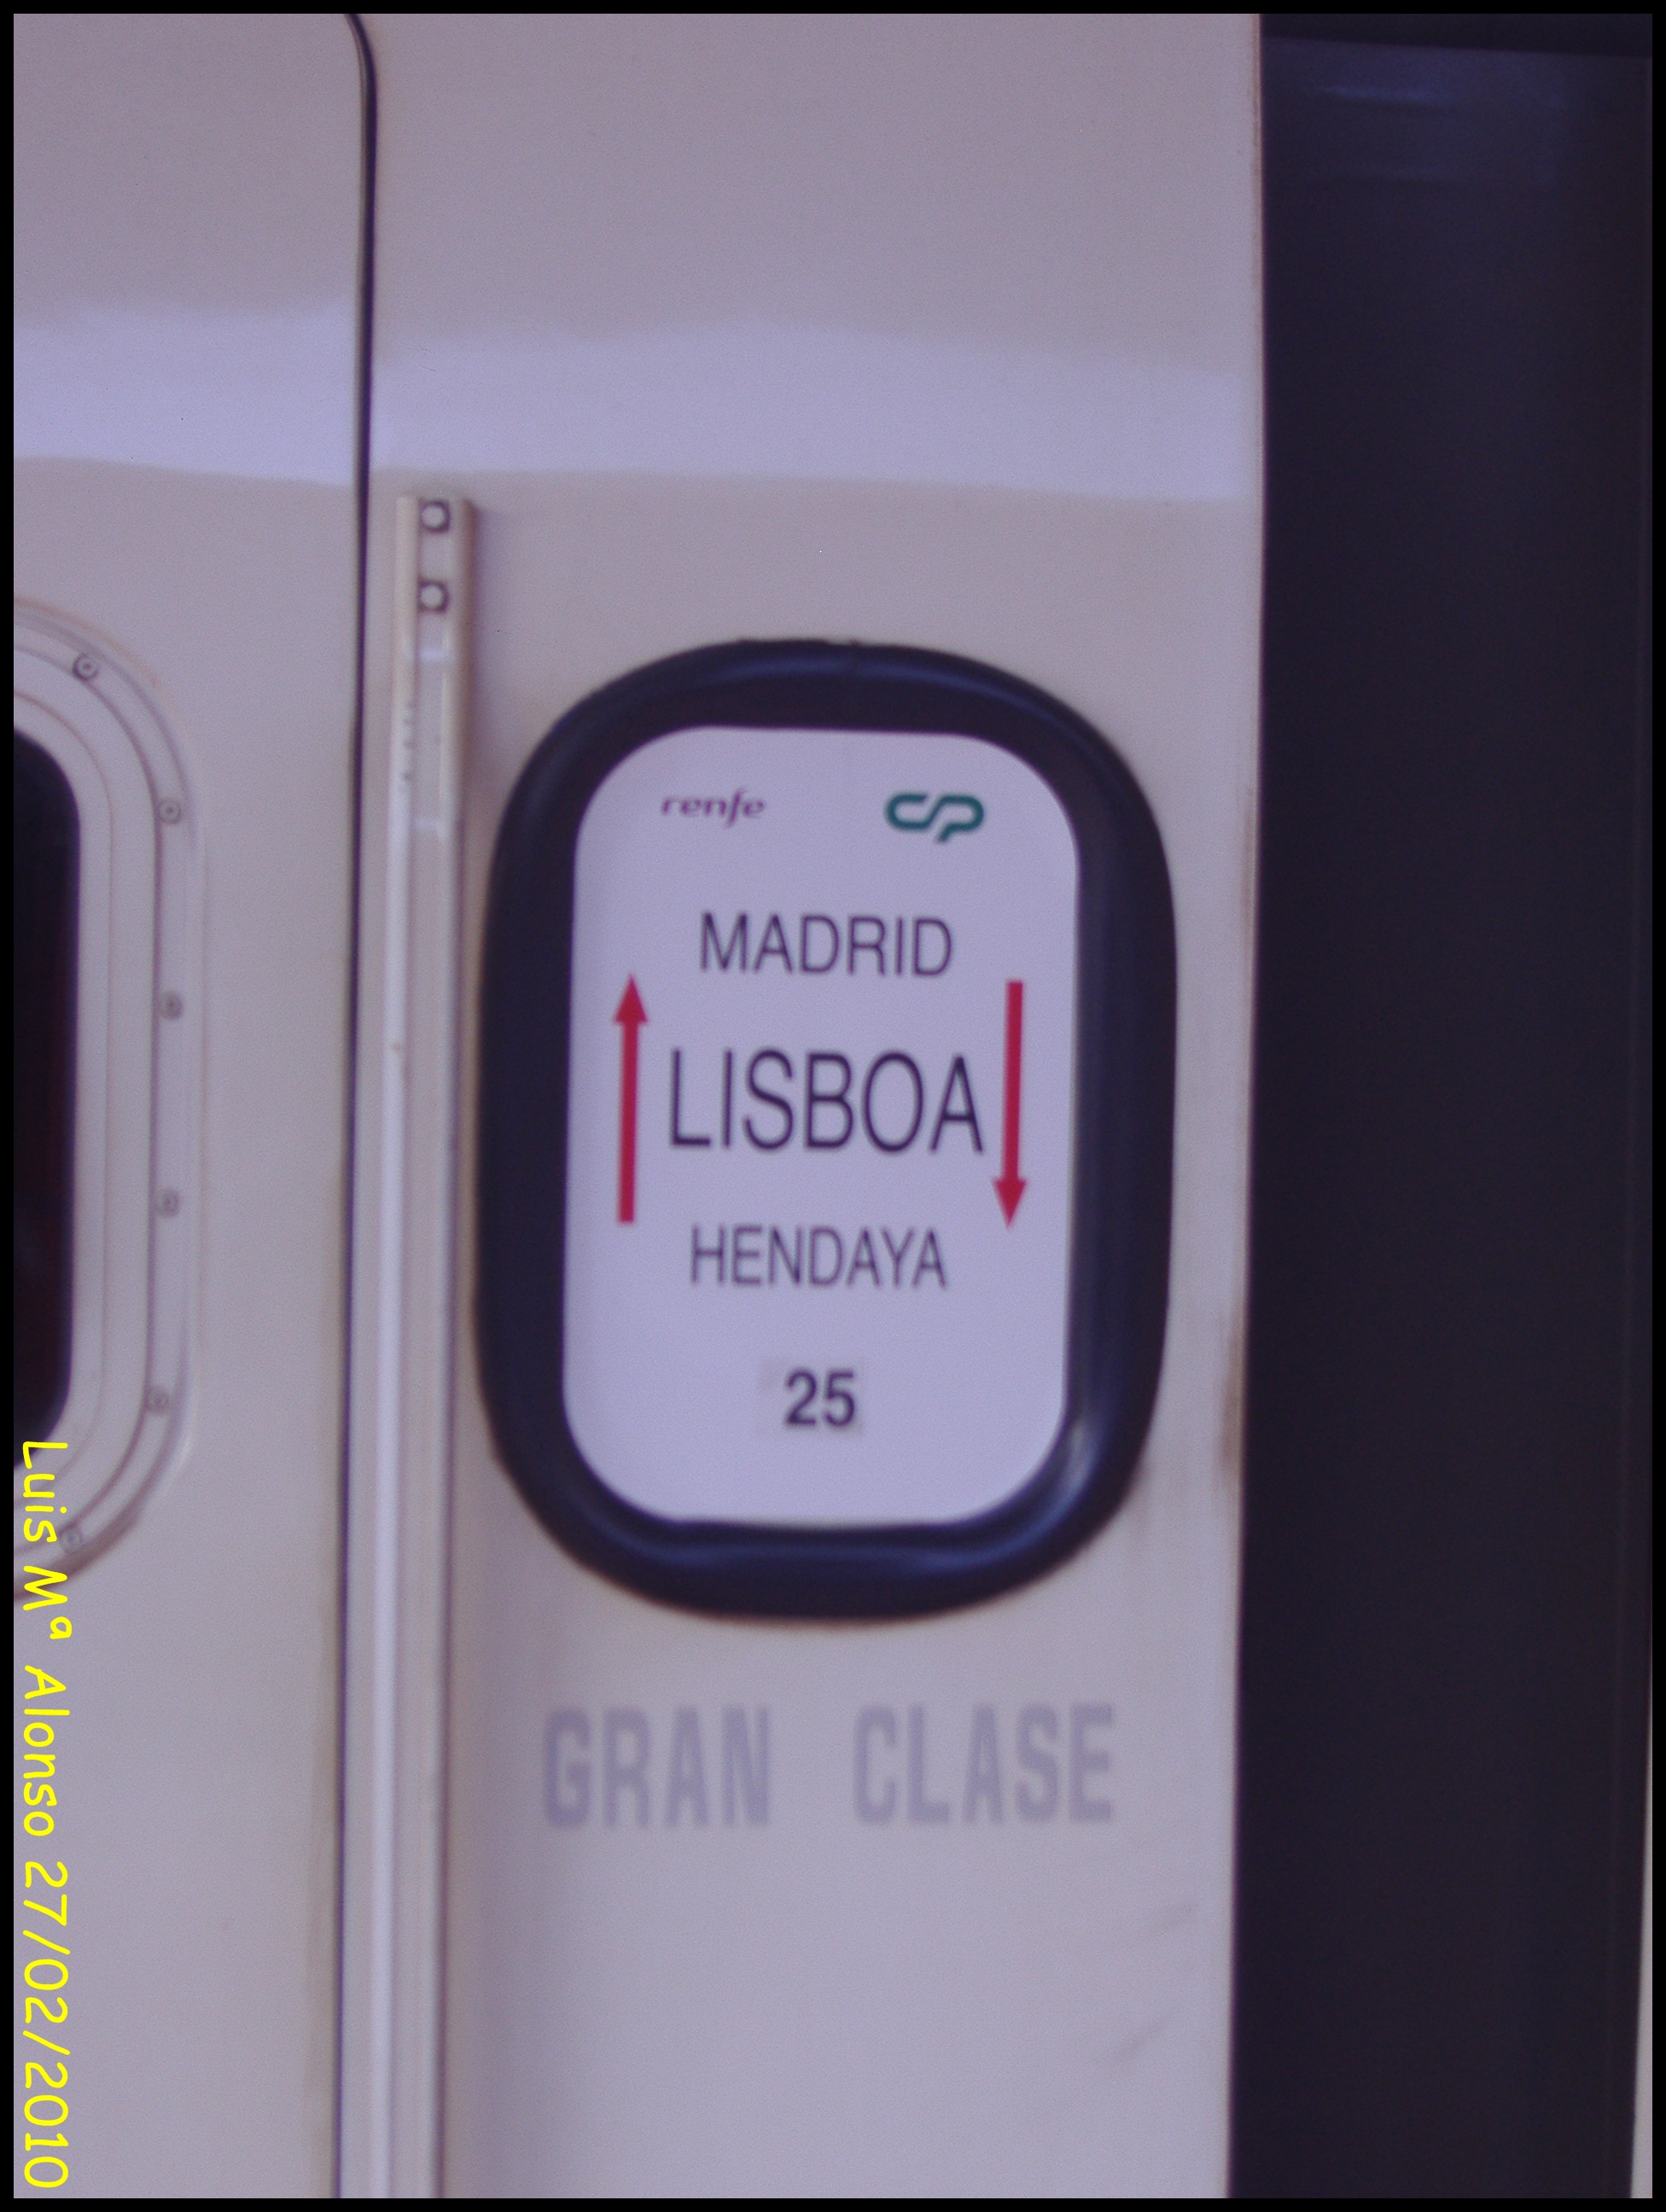 renfe CP
MADRID
LISBOA
HENDAYA
25
GRAN CLASE
Luis Mª Alonso 27/02/2010